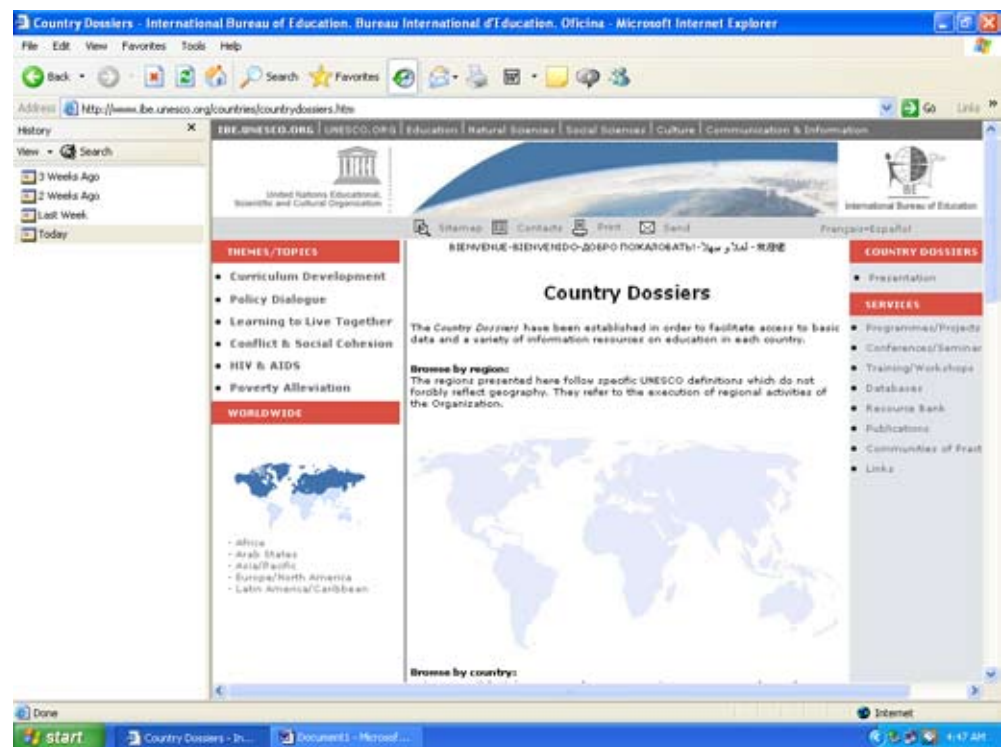 Country Dossiers - International Bureau of Education. Bureau International d'Education. Oficina - Microsoft Internet Explorer
File Edit View Favorites Tools Help
Back Search Favorites
Address http://www.ibe.unesco.org/countries/countrydossiers.htm Go Links »
History
View Search
3 Weeks Ago
2 Weeks Ago
Last Week
Today
IBE.UNESCO.ORG | UNESCO.ORG | Education | Natural Sciences | Social Sciences | Culture | Communication & Information
United Nations Educational,
Scientific and Cultural Organization
IBE
International Bureau of Education
Sitemap Contacts Print Send Français-Español
BIENVENUE-BIENVENIDO-ДОБРО ПОЖАЛОВАТЬ!-أهلا و سهلا
THEMES/TOPICS
• Curriculum Development
• Policy Dialogue
• Learning to Live Together
• Conflict & Social Cohesion
• HIV & AIDS
• Poverty Alleviation
WORLDWIDE
- Africa
- Arab States
- Asia/Pacific
- Europe/North America
- Latin America/Caribbean
Country Dossiers
The Country Dossiers have been established in order to facilitate access to basic
data and a variety of information resources on education in each country.
Browse by region:
The regions presented here follow specific UNESCO definitions which do not
forcibly reflect geography. They refer to the execution of regional activities of
the Organization.
Browse by country:
COUNTRY DOSSIERS
• Presentation
SERVICES
• Programmes/Projects
• Conferences/Seminar
• Training/Workshops
• Databases
• Resource Bank
• Publications
• Communities of Pract
• Links
Done Internet
start Country Dossiers - In... Document1 - Microsof... 4:47 AM